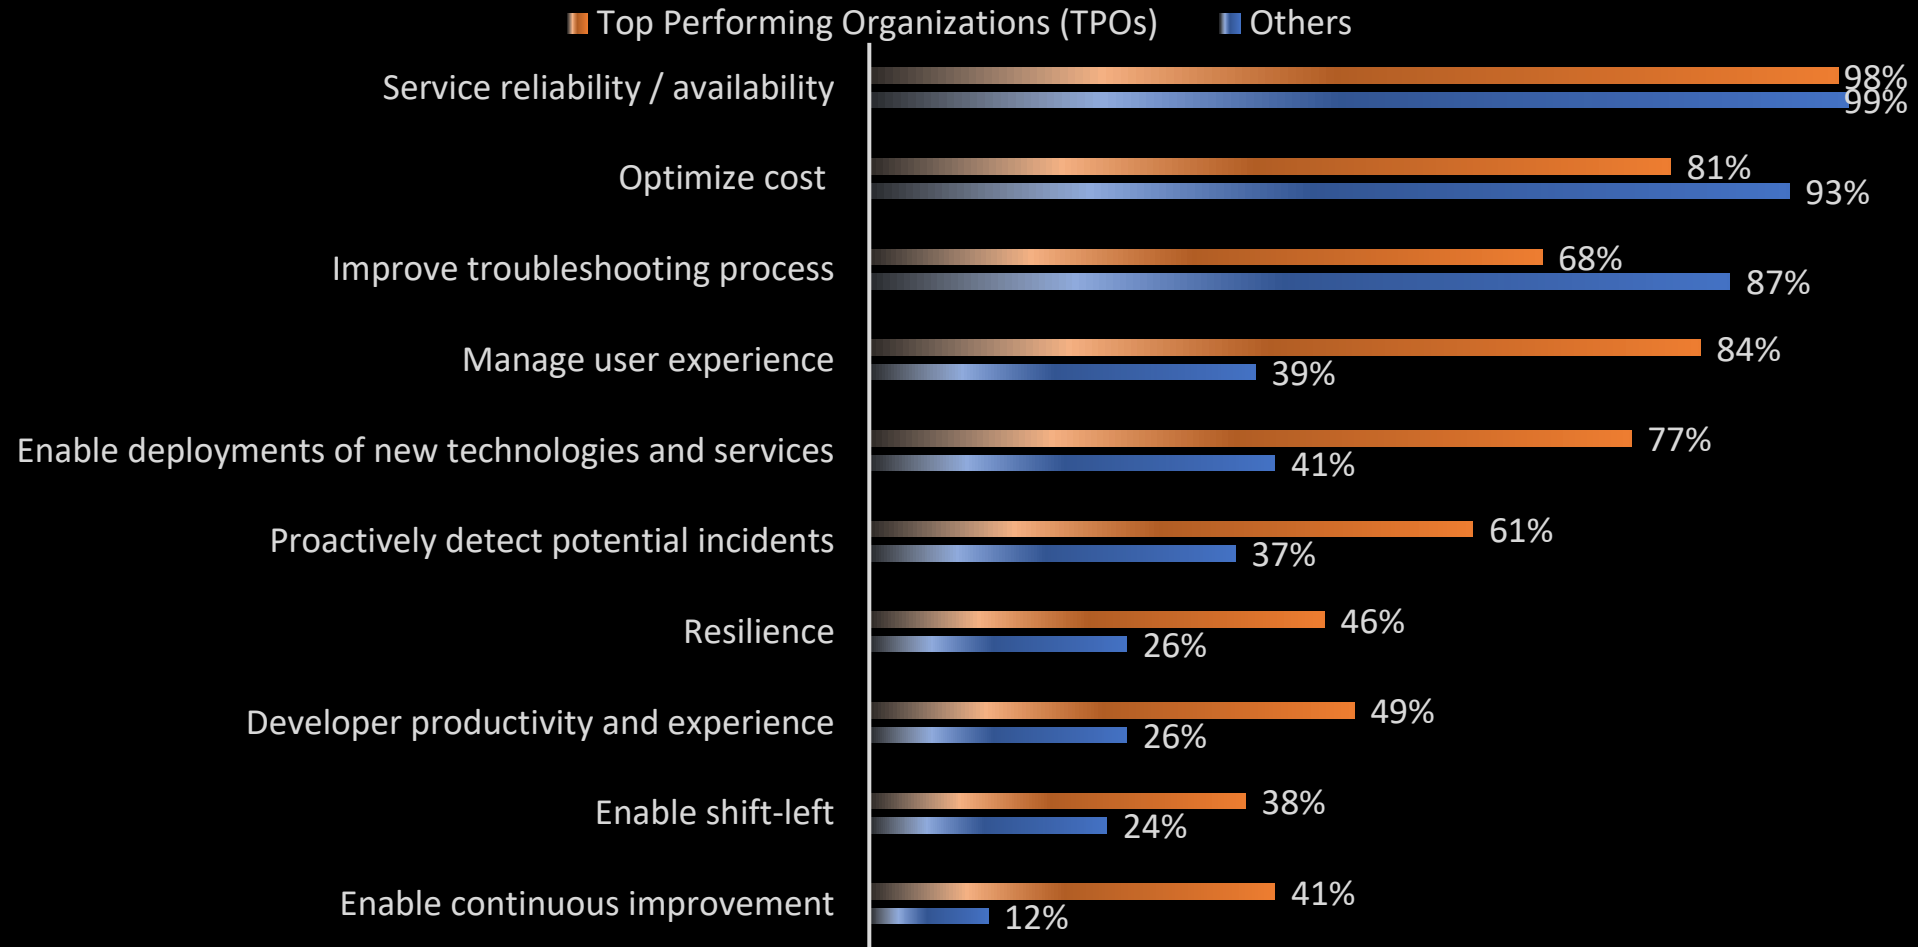 Top Performing Organizations (TPOs) Others
Service reliability / availability 98%
99%
Optimize cost 81%
93%
Improve troubleshooting process 68%
87%
Manage user experience 84%
39%
Enable deployments of new technologies and services 77%
41%
Proactively detect potential incidents 61%
37%
Resilience 46%
26%
Developer productivity and experience 49%
26%
Enable shift-left 38%
24%
Enable continuous improvement 41%
12%